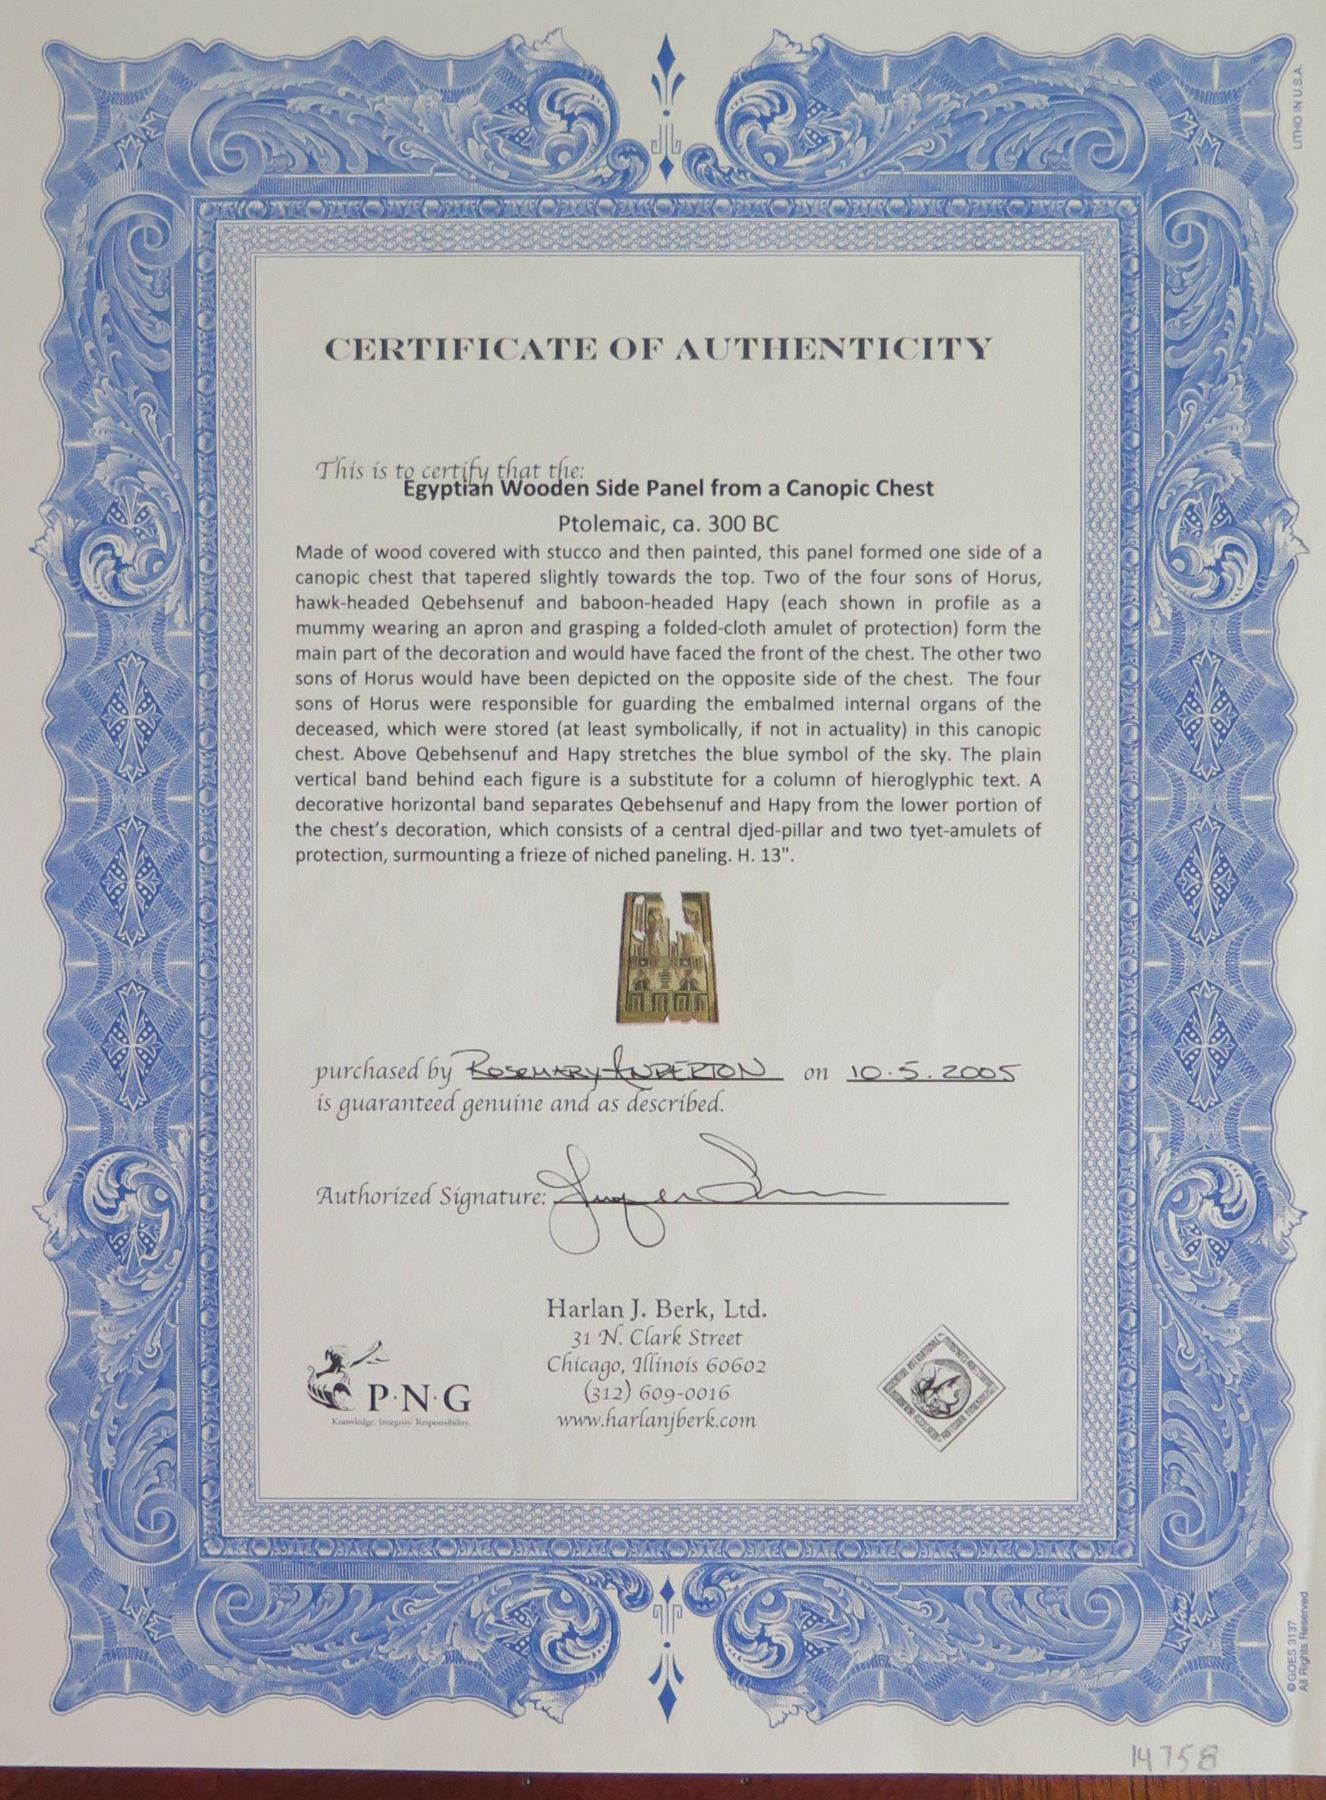 LITHO IN U.S.A.
CERTIFICATE OF AUTHENTICITY
This is to certify that the:
Egyptian Wooden Side Panel from a Canopic Chest
Ptolemaic, ca. 300 BC
Made of wood covered with stucco and then painted, this panel formed one side of a
canopic chest that tapered slightly towards the top. Two of the four sons of Horus,
hawk-headed Qebehsenuf and baboon-headed Hapy (each shown in profile as a
mummy wearing an apron and grasping a folded-cloth amulet of protection) form the
main part of the decoration and would have faced the front of the chest. The other two
sons of Horus would have been depicted on the opposite side of the chest. The four
sons of Horus were responsible for guarding the embalmed internal organs of the
deceased, which were stored (at least symbolically, if not in actuality) in this canopic
chest. Above Qebehsenuf and Hapy stretches the blue symbol of the sky. The plain
vertical band behind each figure is a substitute for a column of hieroglyphic text. A
decorative horizontal band separates Qebehsenuf and Hapy from the lower portion of
the chest's decoration, which consists of a central djed-pillar and two tyet-amulets of
protection, surmounting a frieze of niched paneling. H. 13".
purchased by ROSEMARY ANDERTON on 10.5.2005
is guaranteed genuine and as described.
Authorized Signature:
Harlan J. Berk, Ltd.
31 N. Clark Street
Chicago, Illinois 60602
(312) 609-0016
www.harlanjberk.com
P·N·G
Knowledge. Integrity. Responsibility.
© GOES 3137
All Rights Reserved
14758